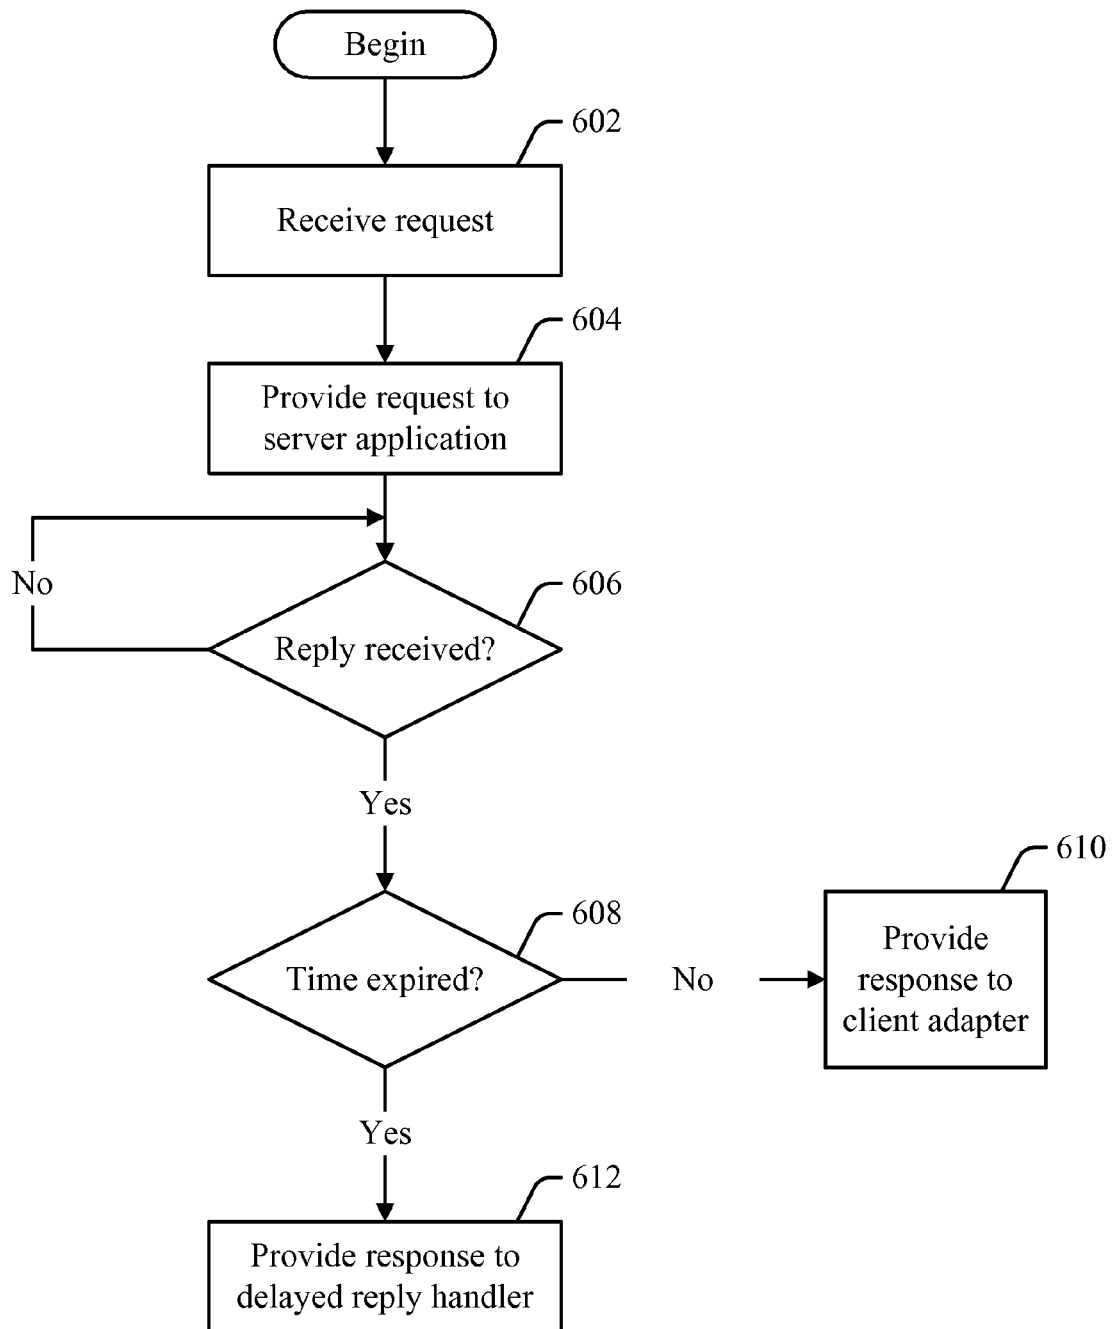 Begin
602
Receive request
604
Provide request to
server application
No
606
Reply received?
Yes
610
608
Time expired?
No
Provide
response to
client adapter
Yes
612
Provide response to
delayed reply handler